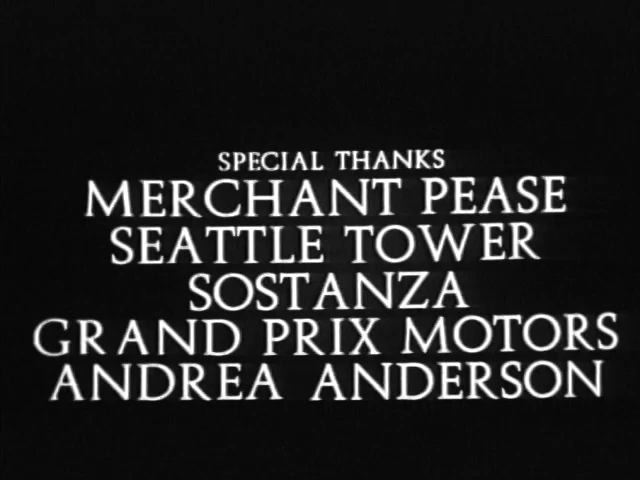 SPECIAL THANKS
MERCHANT PEASE
SEATTLE TOWER
SOSTANZA
GRAND PRIX MOTORS
ANDREA ANDERSON